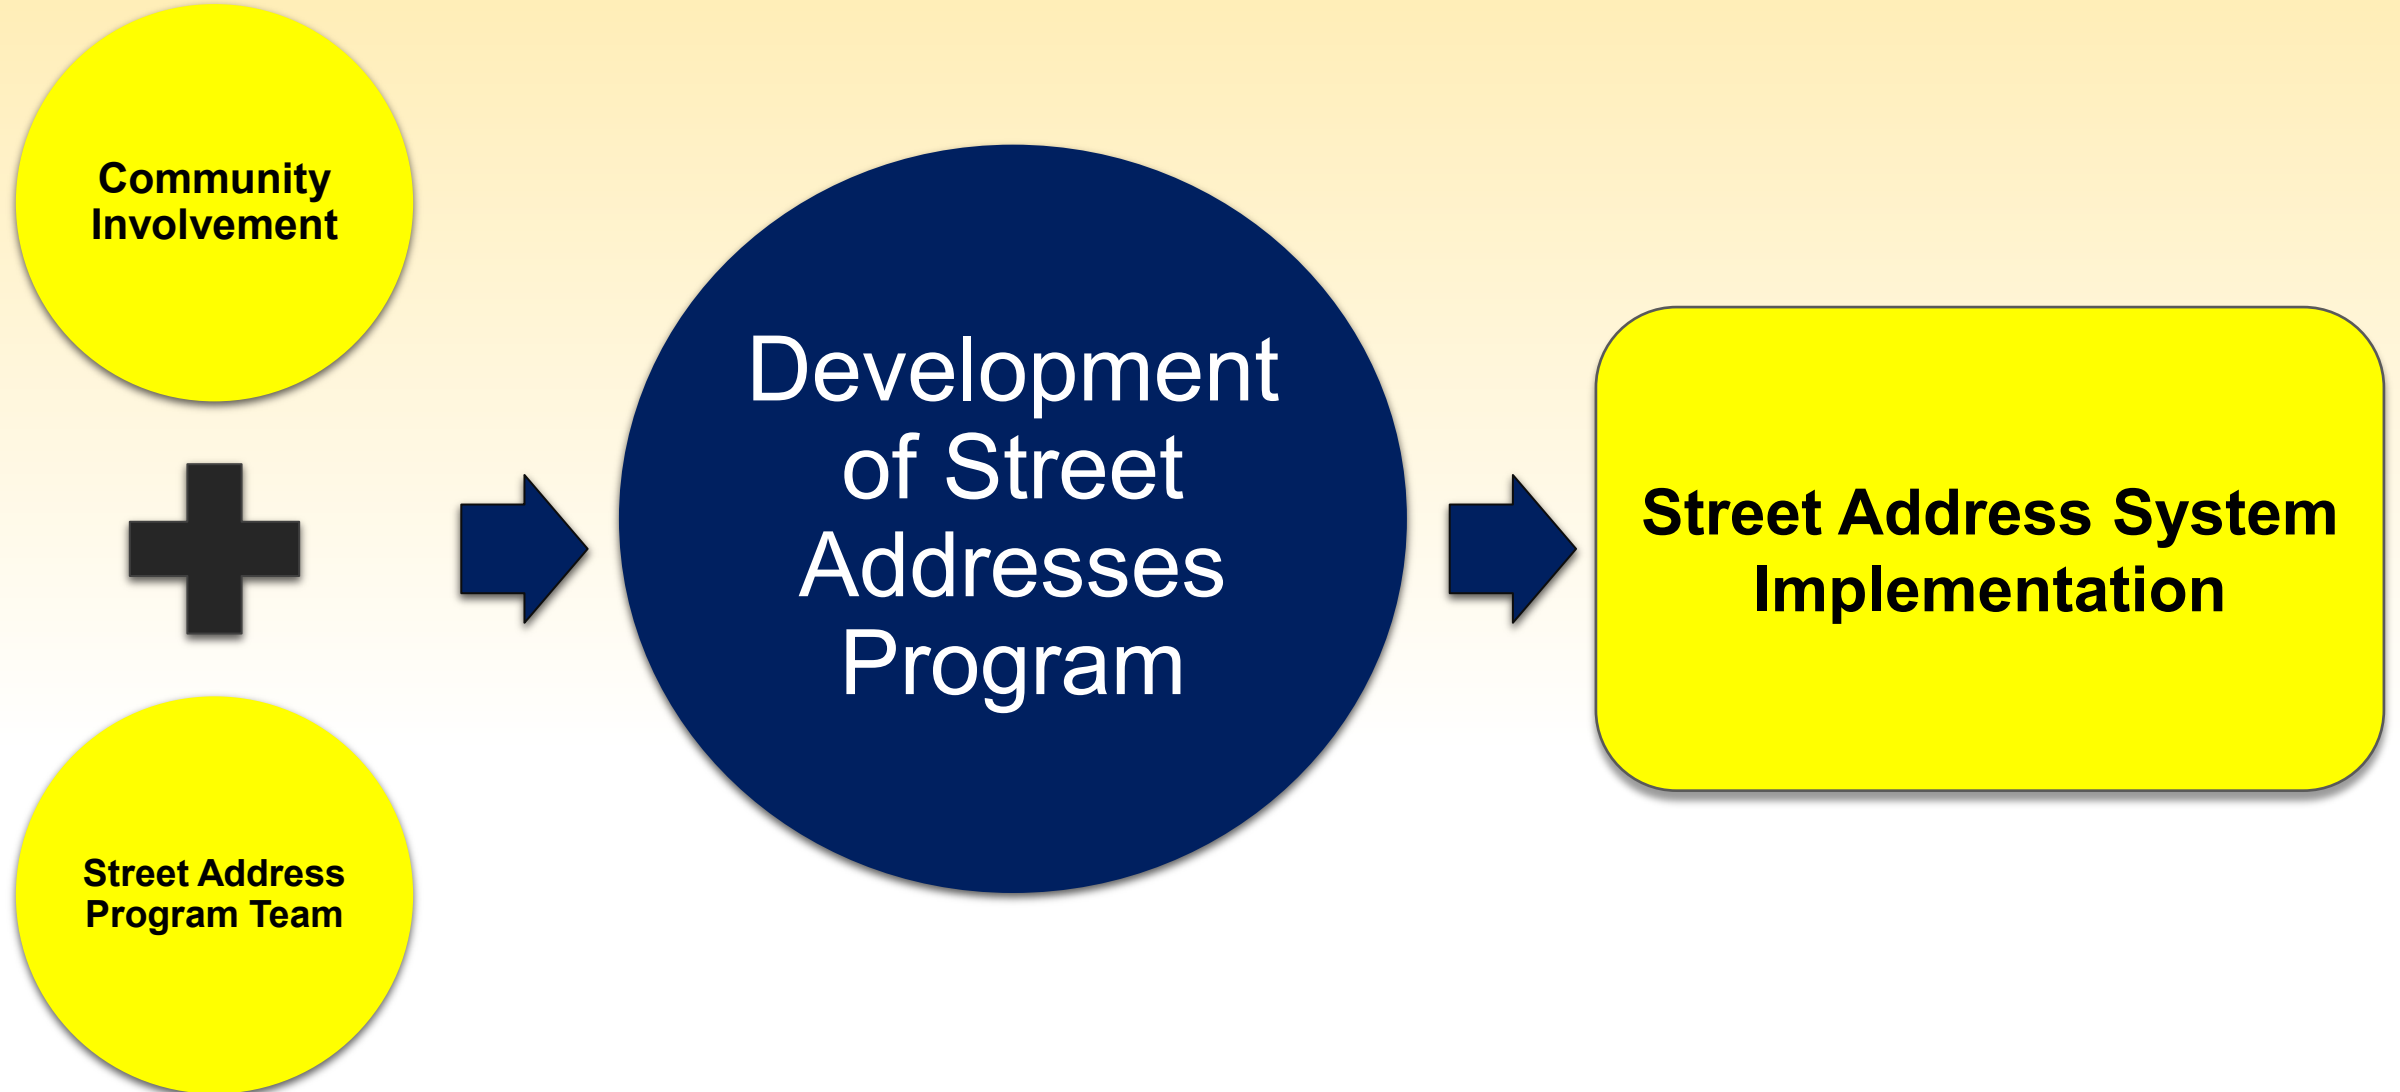 Community
Involvement
Street Address
Program Team
Development
of Street
Addresses
Program
Street Address System
Implementation